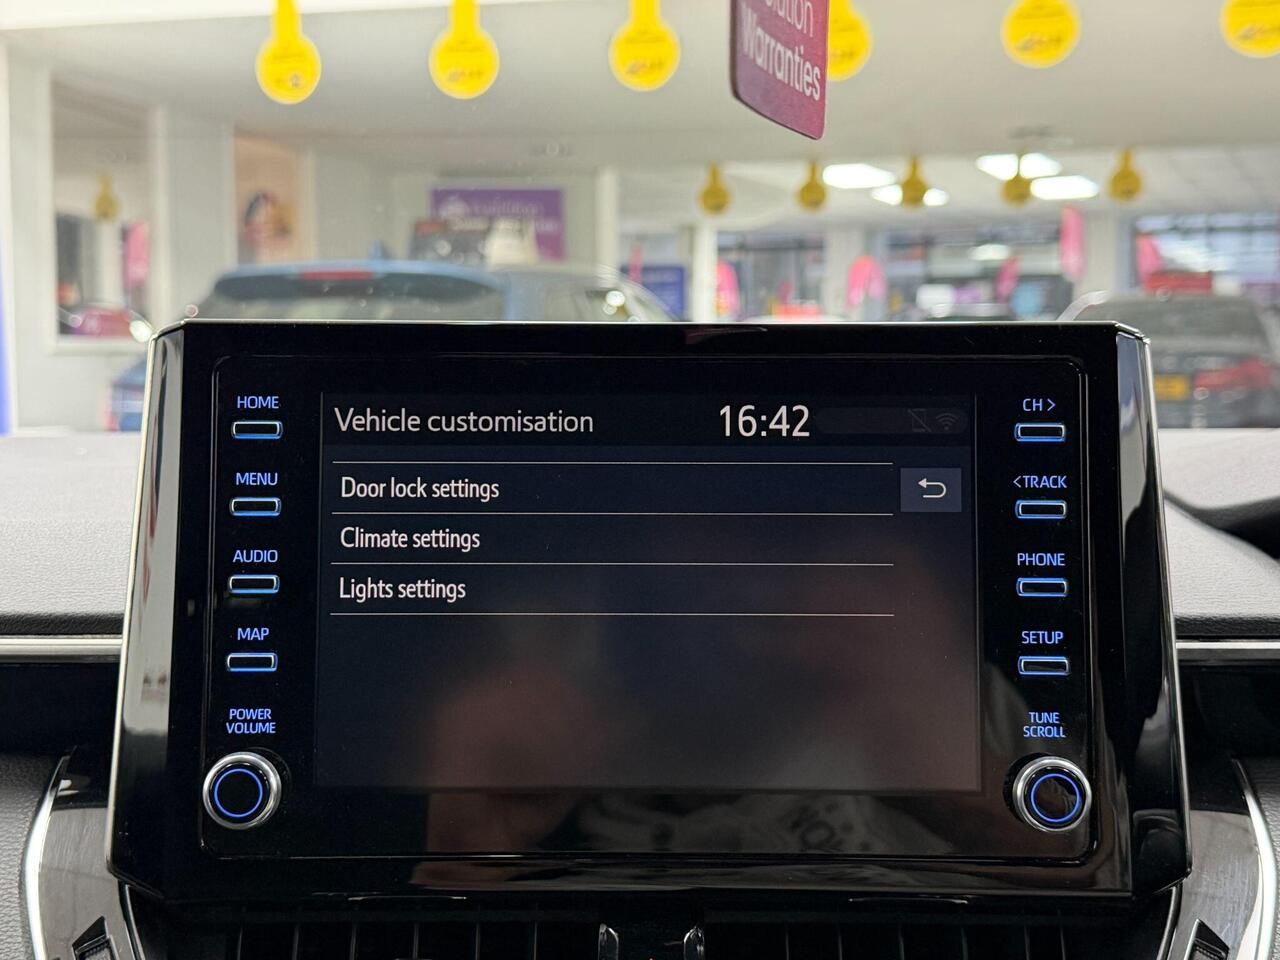 Warranties
HOME
MENU
AUDIO
MAP
POWER
VOLUME
Vehicle customisation
16:42
Door lock settings
Climate settings
Lights settings
CH >
< TRACK
PHONE
SETUP
TUNE
SCROLL